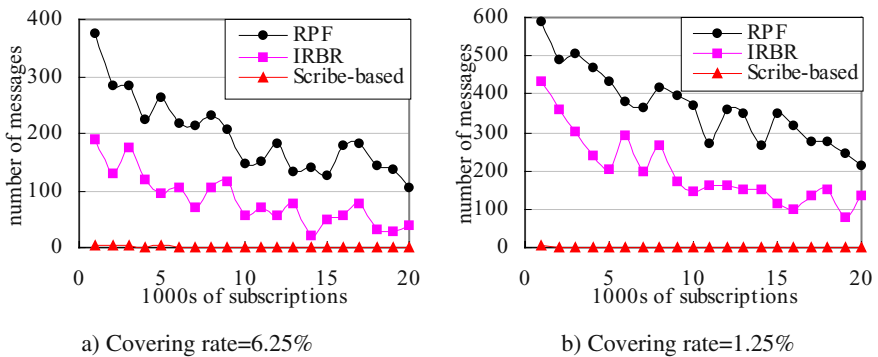 400
300
200
100
0
number of messages
RPF
IRBR
Scribe-based
0
5
10
15
20
1000s of subscriptions
a) Covering rate=6.25%
600
500
400
300
200
100
0
number of messages
RPF
IRBR
Scribe-based
0
5
10
15
20
1000s of subscriptions
b) Covering rate=1.25%